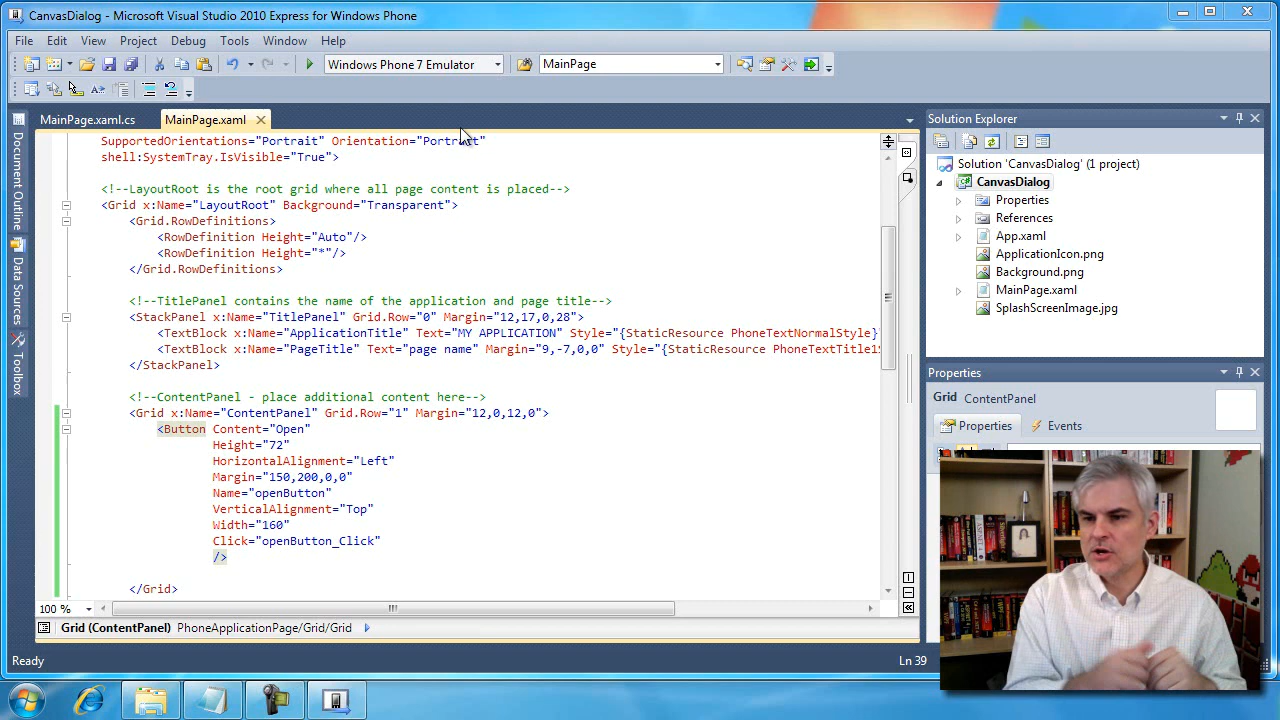 CanvasDialog - Microsoft Visual Studio 2010 Express for Windows Phone
File Edit View Project Debug Tools Window Help
Windows Phone 7 Emulator MainPage
MainPage.xaml.cs MainPage.xaml
Document Outline
Data Sources
Toolbox
SupportedOrientations="Portrait" Orientation="Portrait"
shell:SystemTray.IsVisible="True">
<!--LayoutRoot is the root grid where all page content is placed-->
<Grid x:Name="LayoutRoot" Background="Transparent">
<Grid.RowDefinitions>
<RowDefinition Height="Auto"/>
<RowDefinition Height="*"/>
</Grid.RowDefinitions>
<!--TitlePanel contains the name of the application and page title-->
<StackPanel x:Name="TitlePanel" Grid.Row="0" Margin="12,17,0,28">
<TextBlock x:Name="ApplicationTitle" Text="MY APPLICATION" Style="{StaticResource PhoneTextNormalStyle}
<TextBlock x:Name="PageTitle" Text="page name" Margin="9,-7,0,0" Style="{StaticResource PhoneTextTitle1S
</StackPanel>
<!--ContentPanel - place additional content here-->
<Grid x:Name="ContentPanel" Grid.Row="1" Margin="12,0,12,0">
<Button Content="Open"
Height="72"
HorizontalAlignment="Left"
Margin="150,200,0,0"
Name="openButton"
VerticalAlignment="Top"
Width="160"
Click="openButton_Click"
/>
</Grid>
100 %
Grid (ContentPanel) PhoneApplicationPage/Grid/Grid
Ready Ln 39
Solution Explorer
Solution 'CanvasDialog' (1 project)
CanvasDialog
Properties
References
App.xaml
ApplicationIcon.png
Background.png
MainPage.xaml
SplashScreenImage.jpg
Properties
Grid ContentPanel
Properties Events